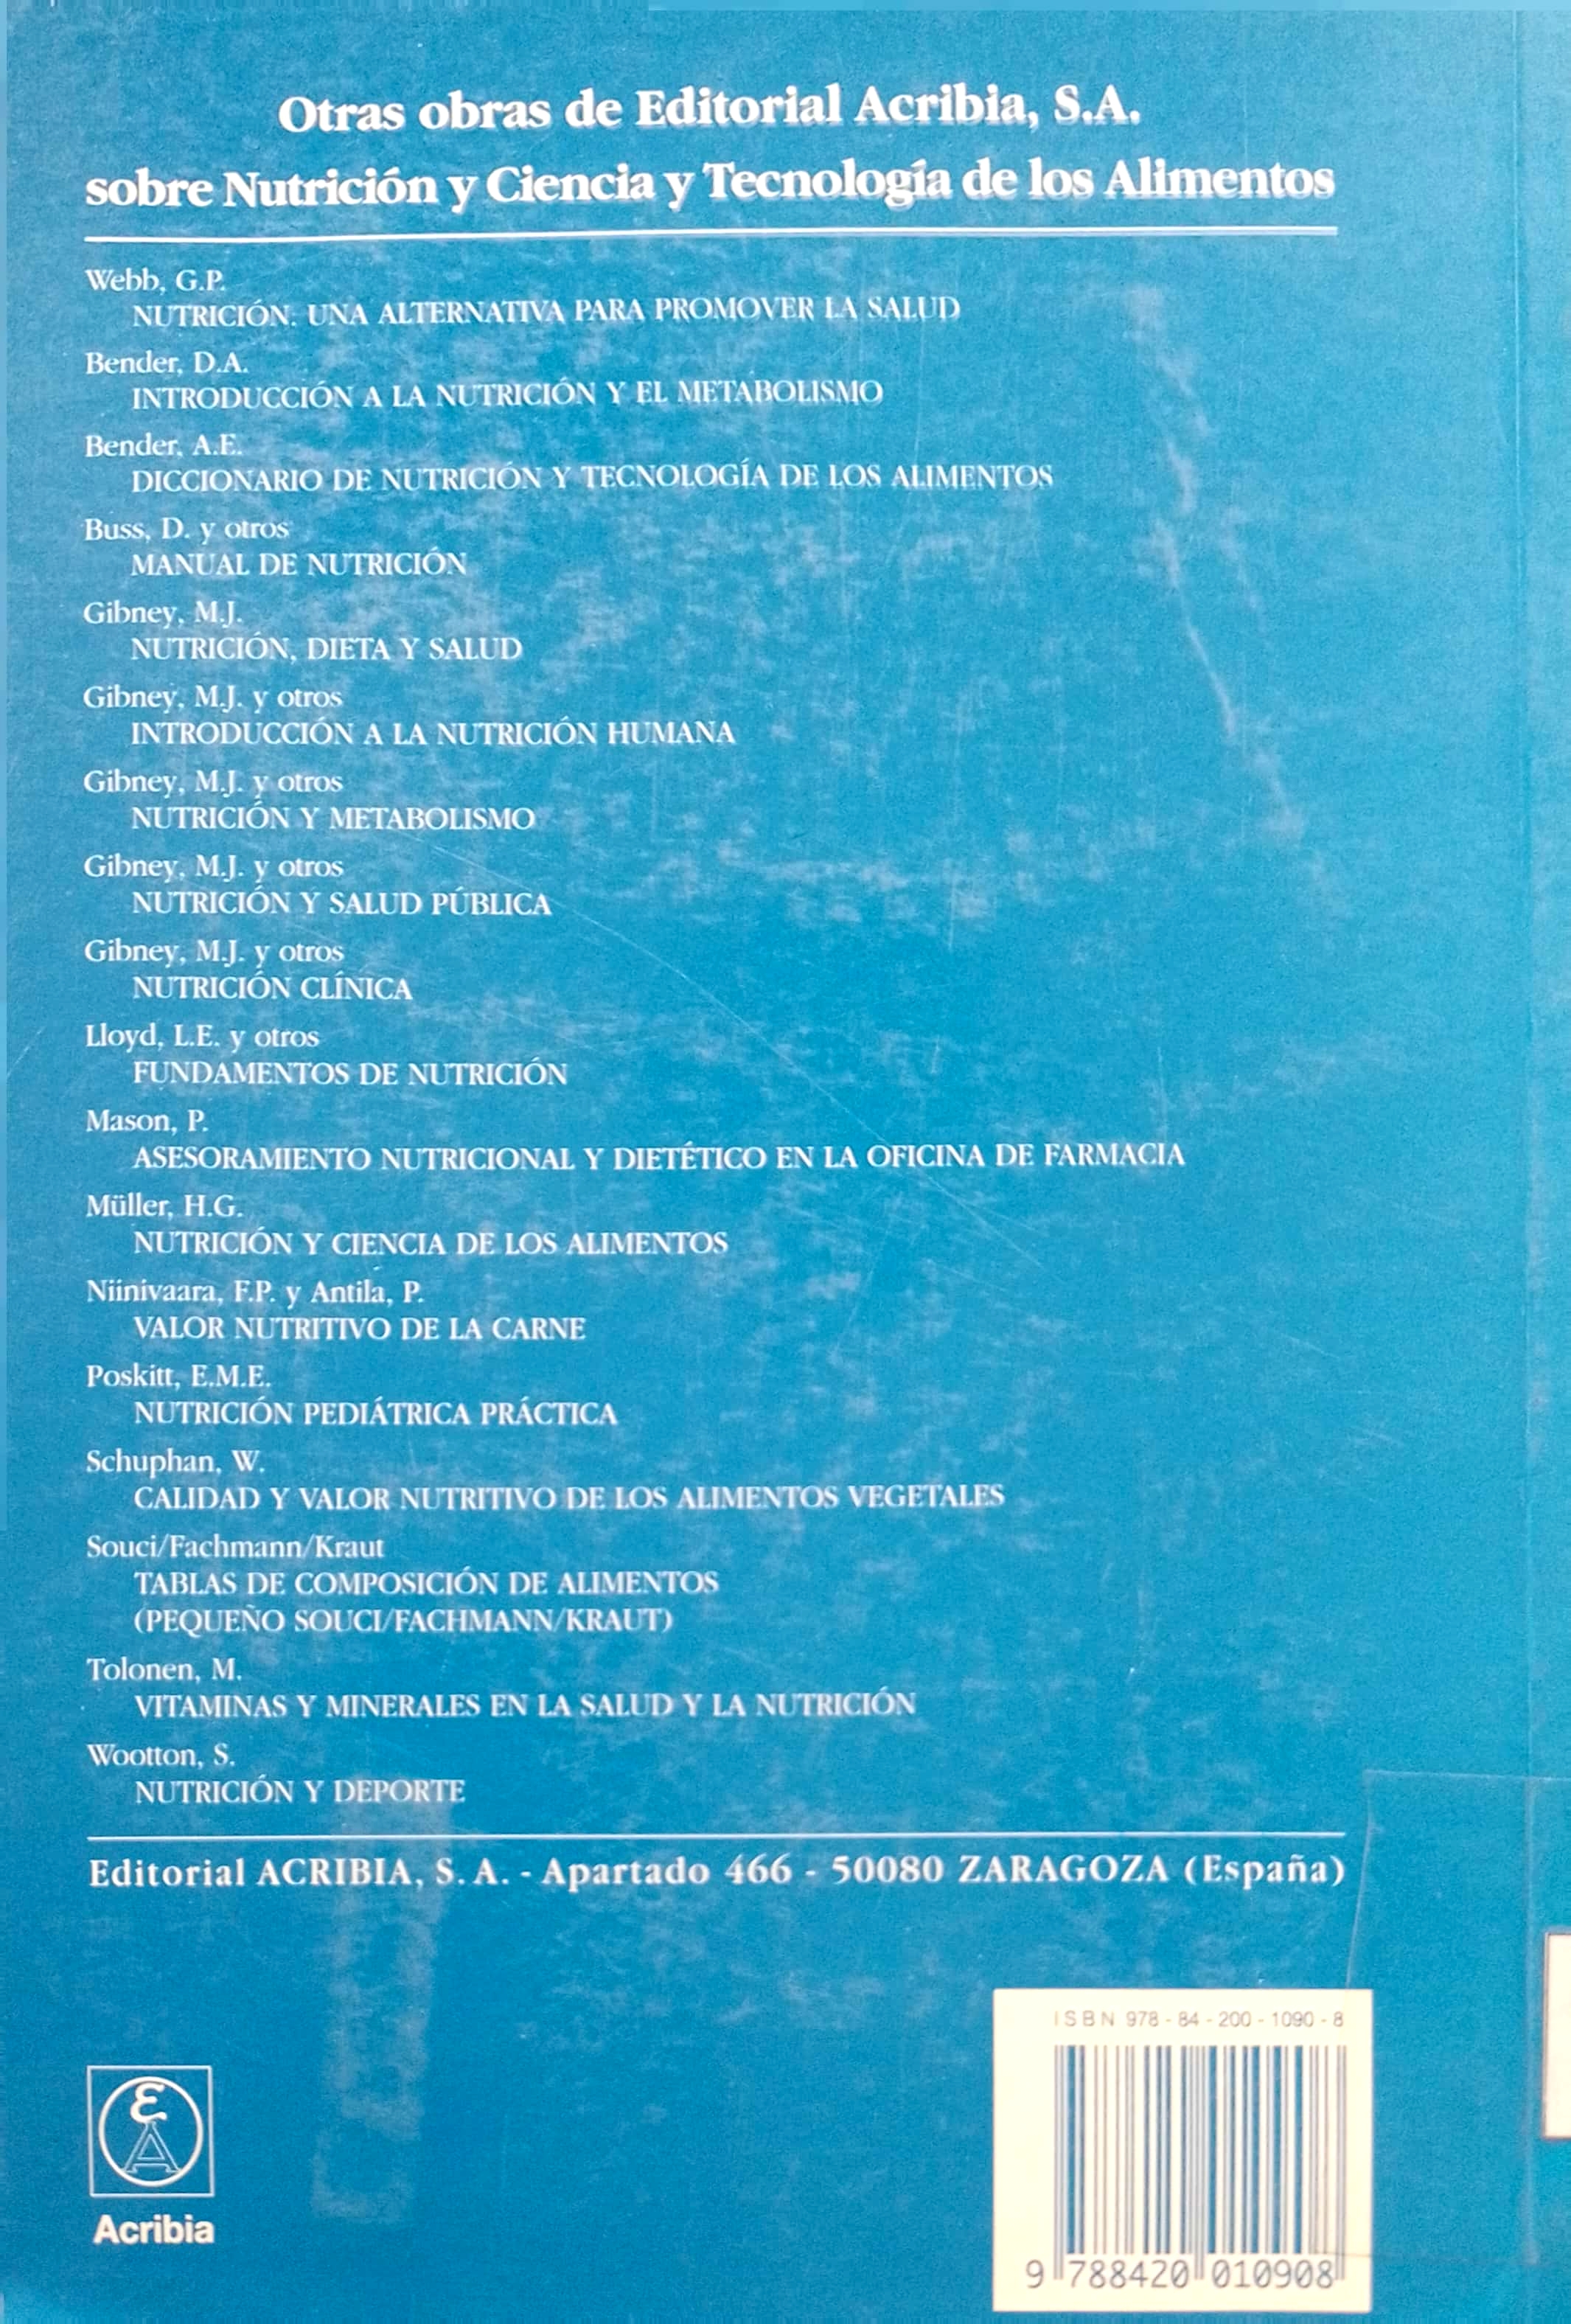 Otras obras de Editorial Acribia, S.A.
sobre Nutrición y Ciencia y Tecnología de los Alimentos
Webb, G.P.
NUTRICIÓN. UNA ALTERNATIVA PARA PROMOVER LA SALUD
Bender, D.A.
INTRODUCCIÓN A LA NUTRICIÓN Y EL METABOLISMO
Bender, A.E.
DICCIONARIO DE NUTRICIÓN Y TECNOLOGÍA DE LOS ALIMENTOS
Buss, D. y otros
MANUAL DE NUTRICIÓN
Gibney, M.J.
NUTRICIÓN, DIETA Y SALUD
Gibney, M.J. y otros
INTRODUCCIÓN A LA NUTRICIÓN HUMANA
Gibney, M.J. y otros
NUTRICIÓN Y METABOLISMO
Gibney, M.J. y otros
NUTRICIÓN Y SALUD PÚBLICA
Gibney, M.J. y otros
NUTRICIÓN CLÍNICA
Lloyd, L.E. y otros
FUNDAMENTOS DE NUTRICIÓN
Mason, P.
ASESORAMIENTO NUTRICIONAL Y DIETÉTICO EN LA OFICINA DE FARMACIA
Müller, H.G.
NUTRICIÓN Y CIENCIA DE LOS ALIMENTOS
Niinivaara, F.P. y Antila, P.
VALOR NUTRITIVO DE LA CARNE
Poskitt, E.M.E.
NUTRICIÓN PEDIÁTRICA PRÁCTICA
Schuphan, W.
CALIDAD Y VALOR NUTRITIVO DE LOS ALIMENTOS VEGETALES
Souci/Fachmann/Kraut
TABLAS DE COMPOSICIÓN DE ALIMENTOS
(PEQUEÑO SOUCI/FACHMANN/KRAUT)
Tolonen, M.
VITAMINAS Y MINERALES EN LA SALUD Y LA NUTRICIÓN
Wootton, S.
NUTRICIÓN Y DEPORTE
Editorial ACRIBIA, S.A. - Apartado 466 - 50080 ZARAGOZA (España)
ISBN 978-84-200-1090-8
9 788420 010908
Acribia